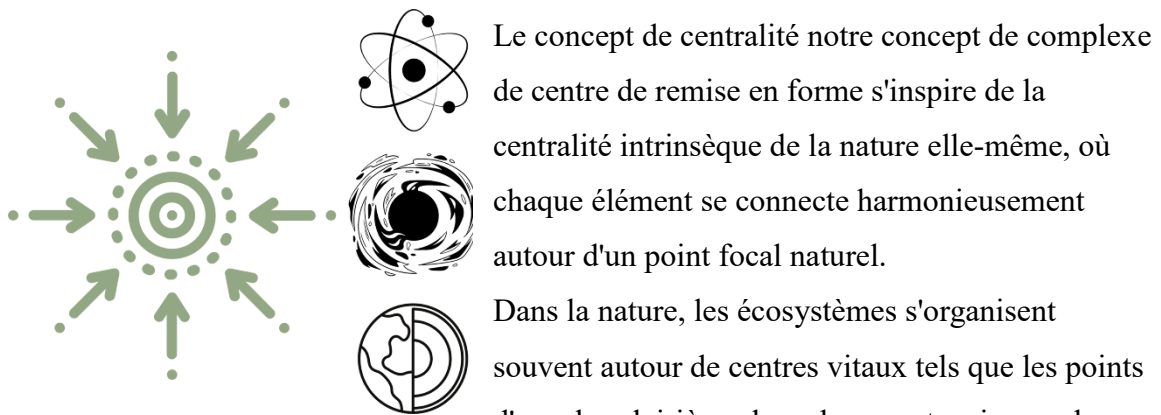 Le concept de centralité notre concept de complexe
de centre de remise en forme s'inspire de la
centralité intrinsèque de la nature elle-même, où
chaque élément se connecte harmonieusement
autour d'un point focal naturel.
Dans la nature, les écosystèmes s'organisent
souvent autour de centres vitaux tels que les points